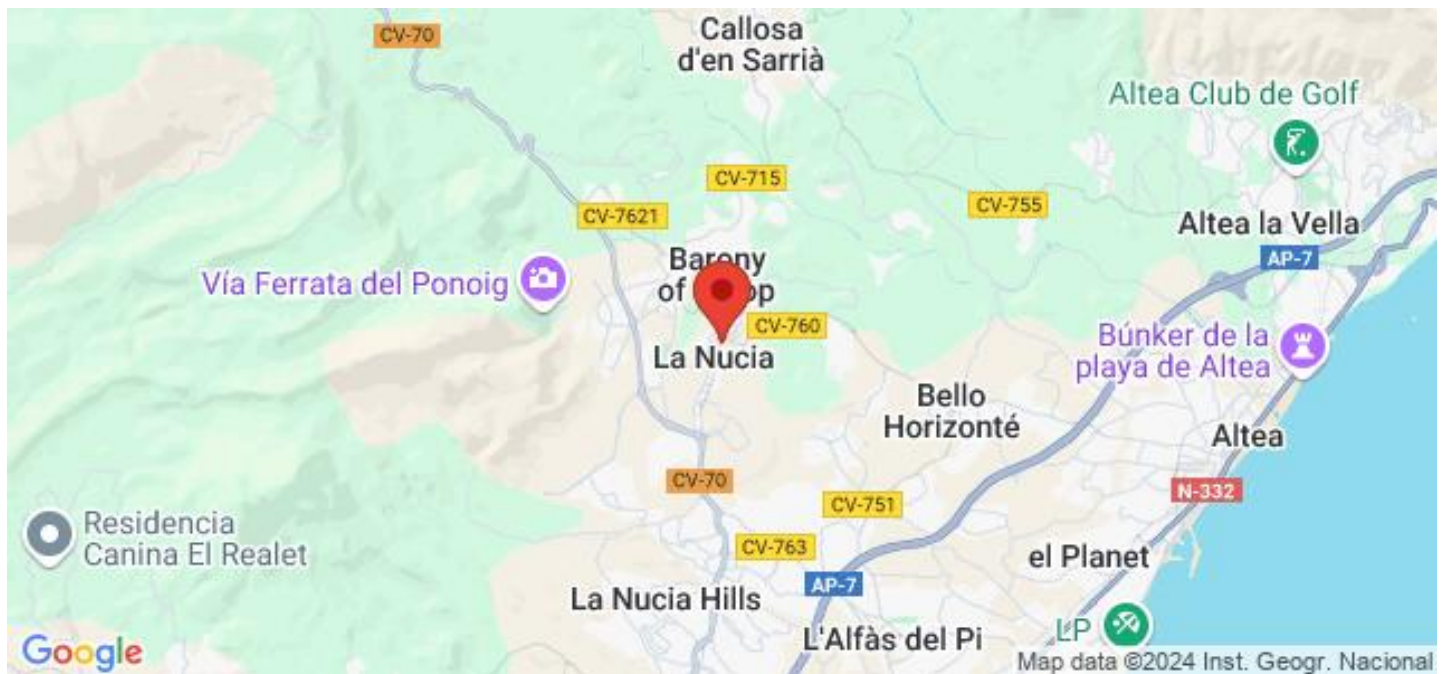 CV-70
Callosa
d'en Sarrià
Altea Club de Golf
CV-715
CV-7621
CV-755
Altea la Vella
AP-7
Barony
of
Vía Ferrata del Ponoig
CV-760
La Nucia
Búnker de la
playa de Altea
Bello
Horizonté
Altea
CV-70
N-332
CV-751
Residencia
Canina El Realet
CV-763
el Planet
AP-7
La Nucia Hills
L'Alfàs del Pi
LP
Google
Map data ©2024 Inst. Geogr. Nacional